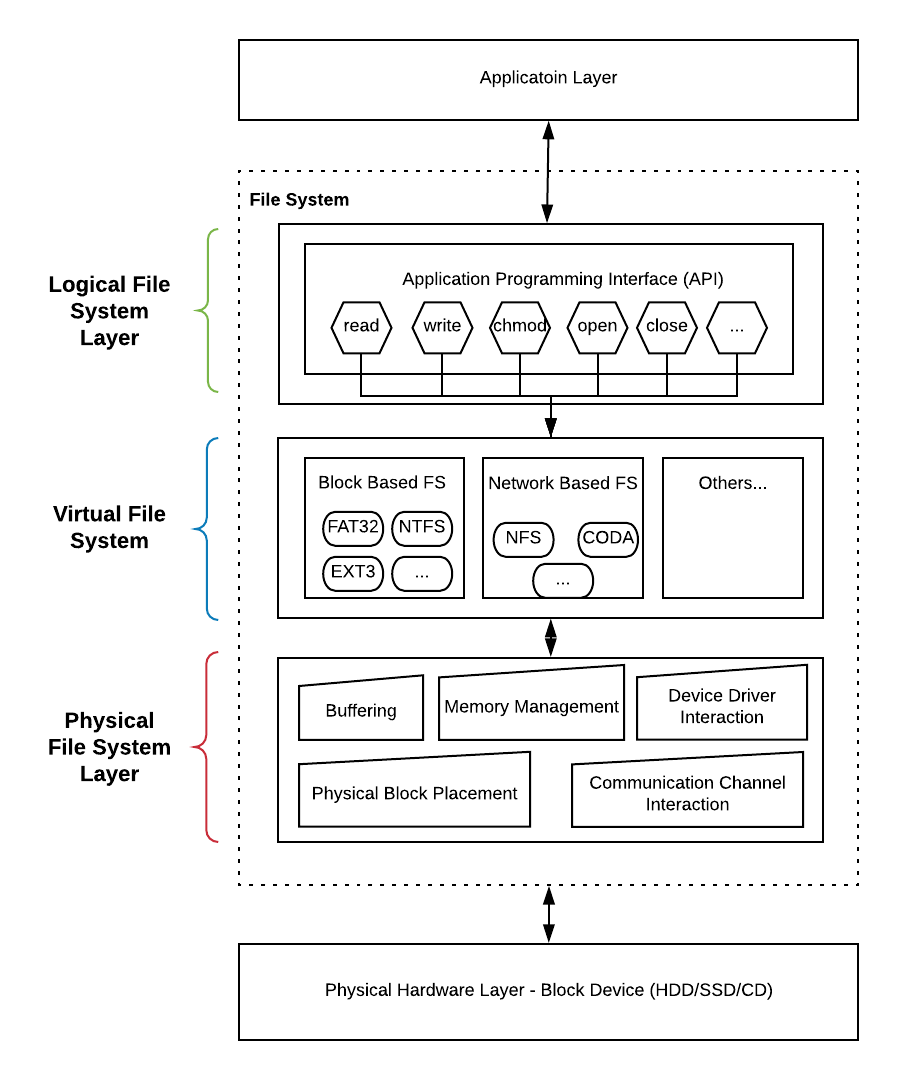 Applicatoin Layer
File System
Logical File
System
Layer
Application Programming Interface (API)
read
write
chmod
open
close
...
Virtual File
System
Block Based FS
FAT32
NTFS
EXT3
...
Network Based FS
NFS
CODA
...
Others...
Physical
File System
Layer
Buffering
Memory Management
Device Driver
Interaction
Physical Block Placement
Communication Channel
Interaction
Physical Hardware Layer - Block Device (HDD/SSD/CD)